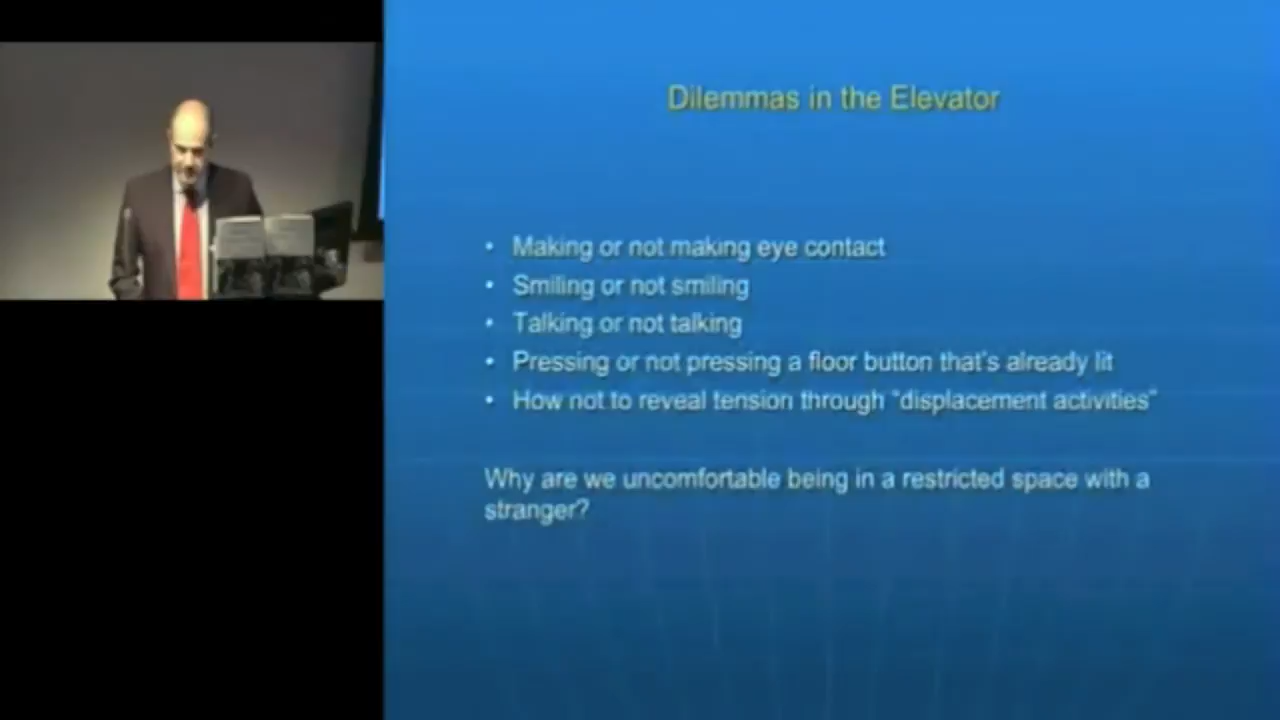 Dilemmas in the Elevator
• Making or not making eye contact
• Smiling or not smiling
• Talking or not talking
• Pressing or not pressing a floor button that's already lit
• How not to reveal tension through "displacement activities"
Why are we uncomfortable being in a restricted space with a
stranger?